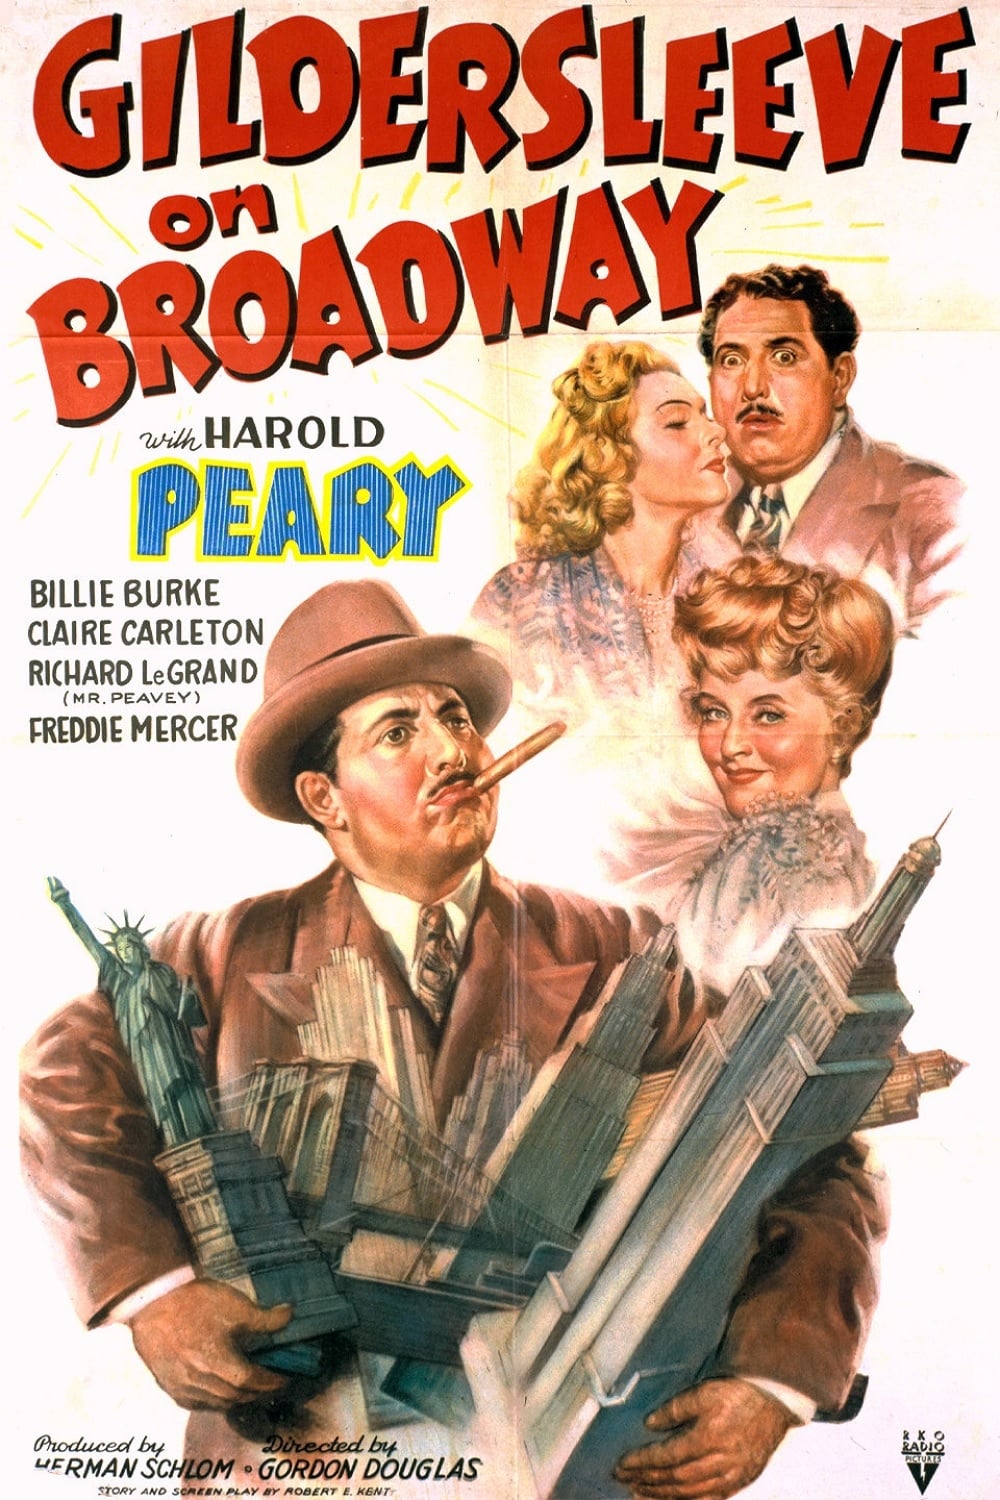 GILDERSLEEVE
on
BROADWAY
with HAROLD
PEARY
BILLIE BURKE
CLAIRE CARLETON
RICHARD LeGRAND
(MR. PEAVEY)
FREDDIE MERCER
Produced by
HERMAN SCHLOM •
Directed by
GORDON DOUGLAS
STORY AND SCREEN PLAY BY ROBERT E. KENT
RKO
RADIO
PICTURES